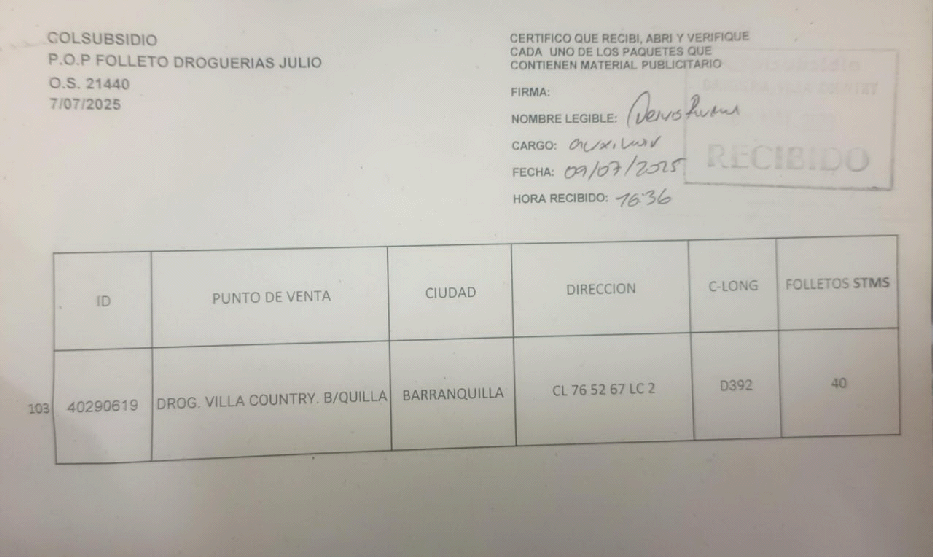 COLSUBSIDIO
P.O.P FOLLETO DROGUERIAS JULIO
O.S. 21440
7/07/2025
CERTIFICO QUE RECIBI, ABRI Y VERIFIQUE
CADA UNO DE LOS PAQUETES QUE
CONTIENEN MATERIAL PUBLICITARIO
FIRMA:
NOMBRE LEGIBLE:
CARGO: auxiliar
FECHA: 09/07/2025
HORA RECIBIDO: 16:36
RECIBIDO
ID PUNTO DE VENTA CIUDAD DIRECCION C-LONG FOLLETOS STMS
103 40290619 DROG. VILLA COUNTRY. B/QUILLA BARRANQUILLA CL 76 52 67 LC 2 D392 40